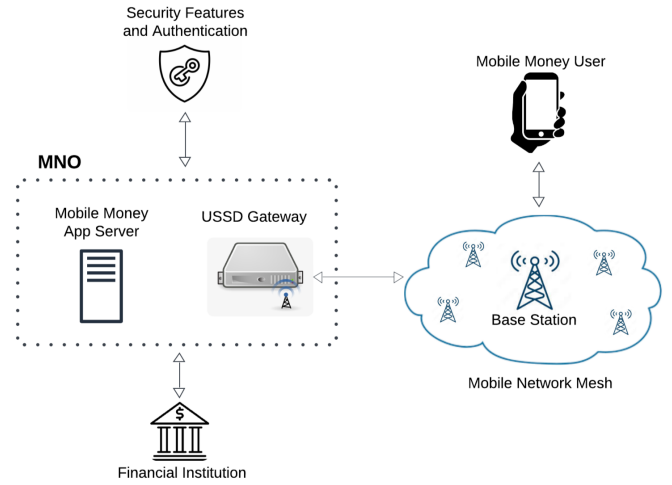 Security Features
and Authentication
Mobile Money User
MNO
Mobile Money
App Server
USSD Gateway
Base Station
Mobile Network Mesh
$
Financial Institution